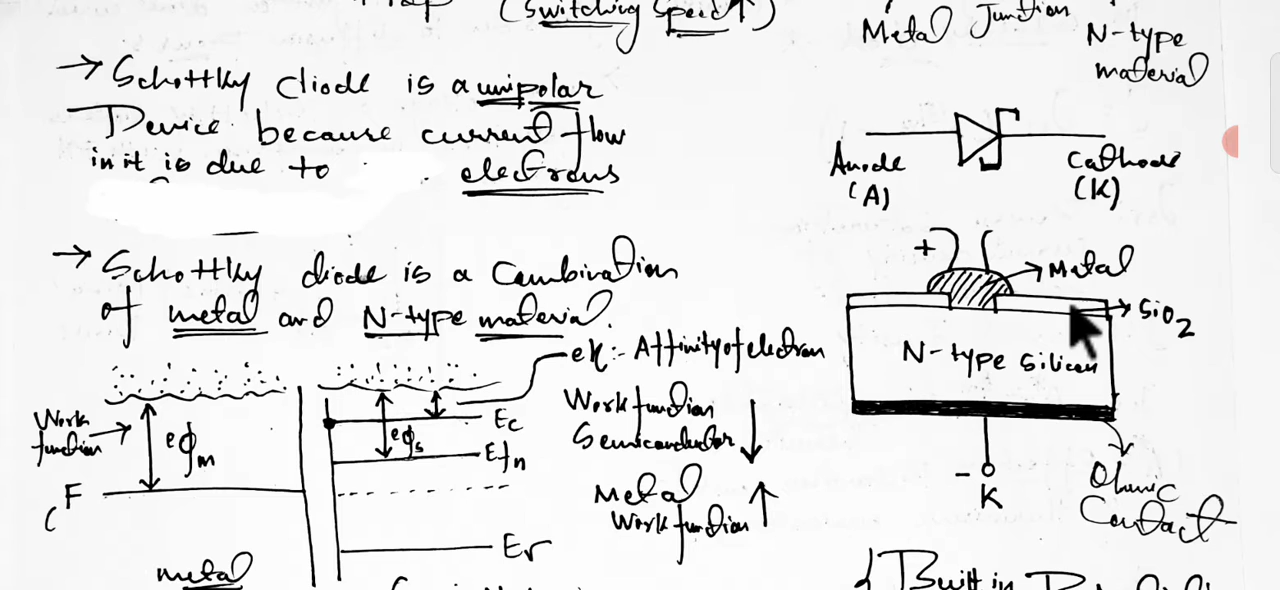 (Switching Speed ↑)
→ Schottky diode is a unipolar
Device because current flow
in it is due to electrons
→ Schottky diode is a Combination
of metal and N-type material.
Work
function
eϕm
F
(
metal
eχ:- Affinity of electron
Ec
eϕs
Efn
Ev
Work function
Semiconductor ↓
Metal
Work function ↑
Metal Junction N-type
material
Anode
(A)
Cathode
(K)
+
Metal
SiO2
N-type silicon
-
K
Ohmic
Contact
Built in